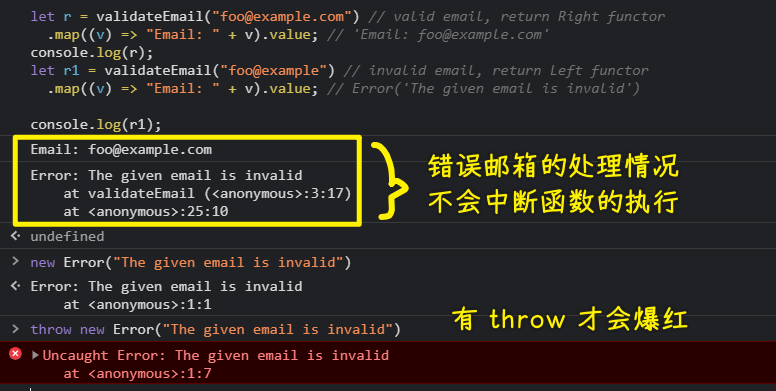 let r = validateEmail("foo@example.com") // valid email, return Right functor
.map((v) => "Email: " + v).value; // 'Email: foo@example.com'
console.log(r);
let r1 = validateEmail("foo@example") // invalid email, return Left functor
.map((v) => "Email: " + v).value; // Error('The given email is invalid')
console.log(r1);
Email: foo@example.com
Error: The given email is invalid
at validateEmail (<anonymous>:3:17)
at <anonymous>:25:10
错误邮箱的处理情况
不会中断函数的执行
undefined
new Error("The given email is invalid")
Error: The given email is invalid
at <anonymous>:1:1
有 throw 才会爆红
throw new Error("The given email is invalid")
Uncaught Error: The given email is invalid
at <anonymous>:1:7